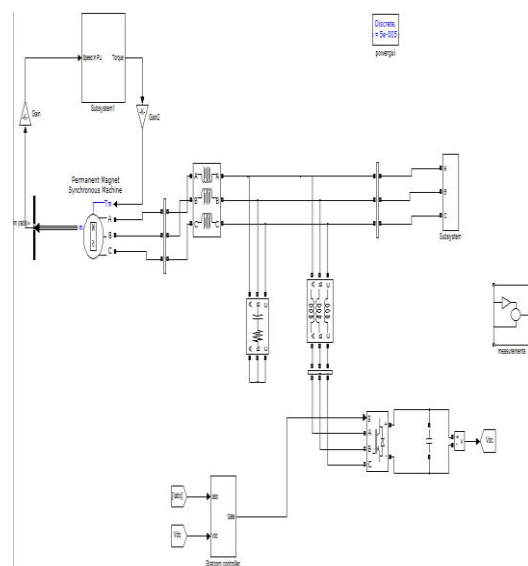 Discrete,
= 5e-005
powergui
Speed in PU
Torque
Subsystem1
Gain
Gain2
Permanent Magnet
Synchronous Machine
Tm
m
A
B
C
A A
B B
C C
A
B
C
Subsystem
A B C
A B C
A B C
A B C
measurements
g
A
B
C
+
-
+
-
v
Vdc
Vdc
Gate
Statcom controller